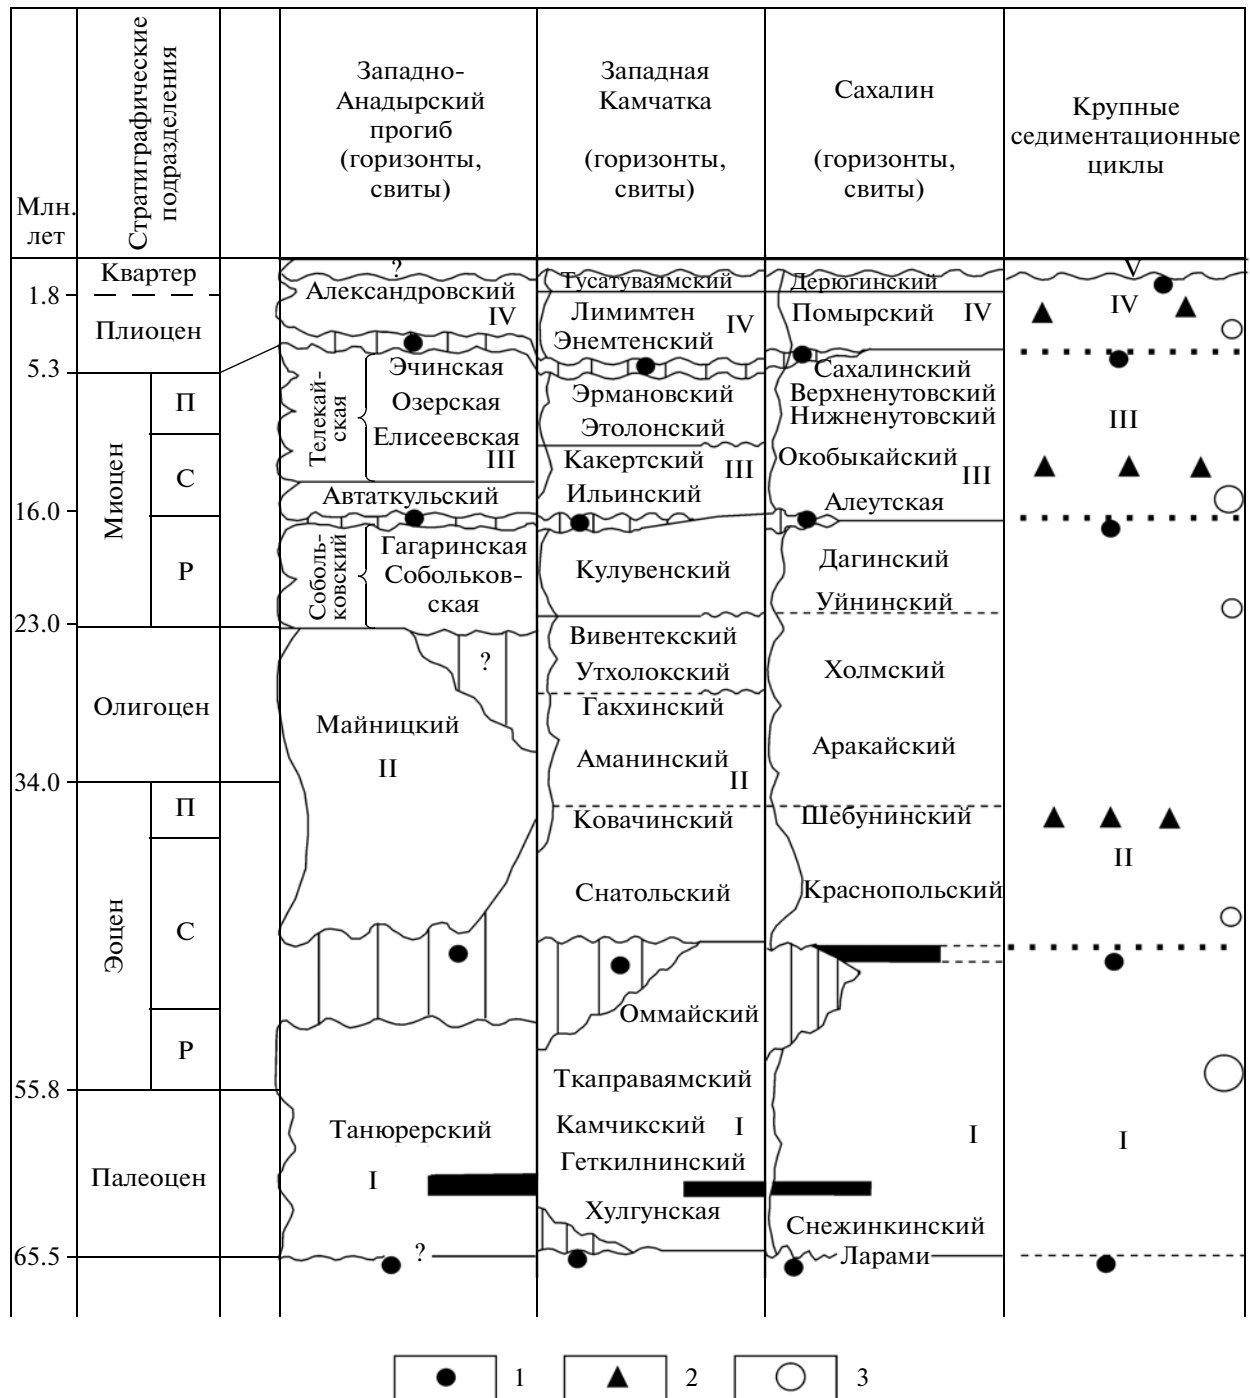 Млн.
лет
Стратиграфические
подразделения
Западно-
Анадырский
прогиб
(горизонты,
свиты)
Западная
Камчатка
(горизонты,
свиты)
Сахалин
(горизонты,
свиты)
Крупные
седиментационные
циклы
1.8
5.3
16.0
23.0
34.0
55.8
65.5
Квартер
Плиоцен
Миоцен
П
С
Р
Олигоцен
Эоцен
П
С
Р
Палеоцен
?
Александровский
IV
Телекай-
ская
Эчинская
Озерская
Елисеевская
III
Автаткульский
Соболь-
ковский
Гагаринская
Собольков-
ская
?
Майницкий
II
Танюрерский
I
?
Тусатуваямский
Лимимтен
IV
Энемтенский
Эрмановский
Этолонский
Какертский
III
Ильинский
Кулувенский
Вивентекский
Утхолокский
Гакхинский
Аманинский
II
Ковачинский
Снатольский
Оммайский
Ткаправаямский
Камчикский I
Геткилнинский
Хулгунская
Дерюгинский
Помырский IV
Сахалинский
Верхненутовский
Нижненутовский
Окобыкайский
III
Алеутская
Дагинский
Уйнинский
Холмский
Аракайский
Шебунинский
Краснопольский
I
Снежинкинский
Ларами
V
IV
III
II
I
1
2
3